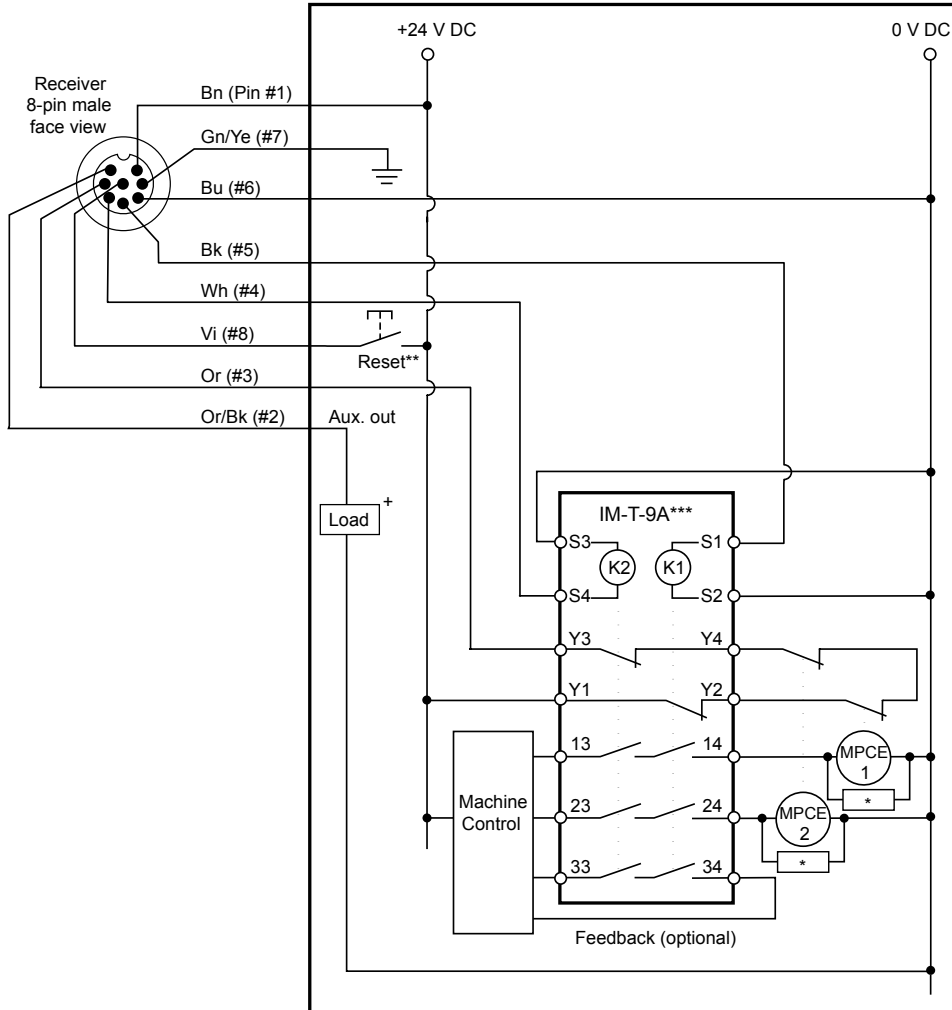 +24 V DC
0 V DC
Receiver
8-pin male
face view
Bn (Pin #1)
Gn/Ye (#7)
Bu (#6)
Bk (#5)
Wh (#4)
Vi (#8)
Reset**
Or (#3)
Or/Bk (#2)
Aux. out
Load
+
IM-T-9A***
S3
K2
K1
S1
S4
S2
Y3
Y4
Y1
Y2
13
14
MPCE
1
*
Machine
Control
23
24
MPCE
2
*
33
34
Feedback (optional)